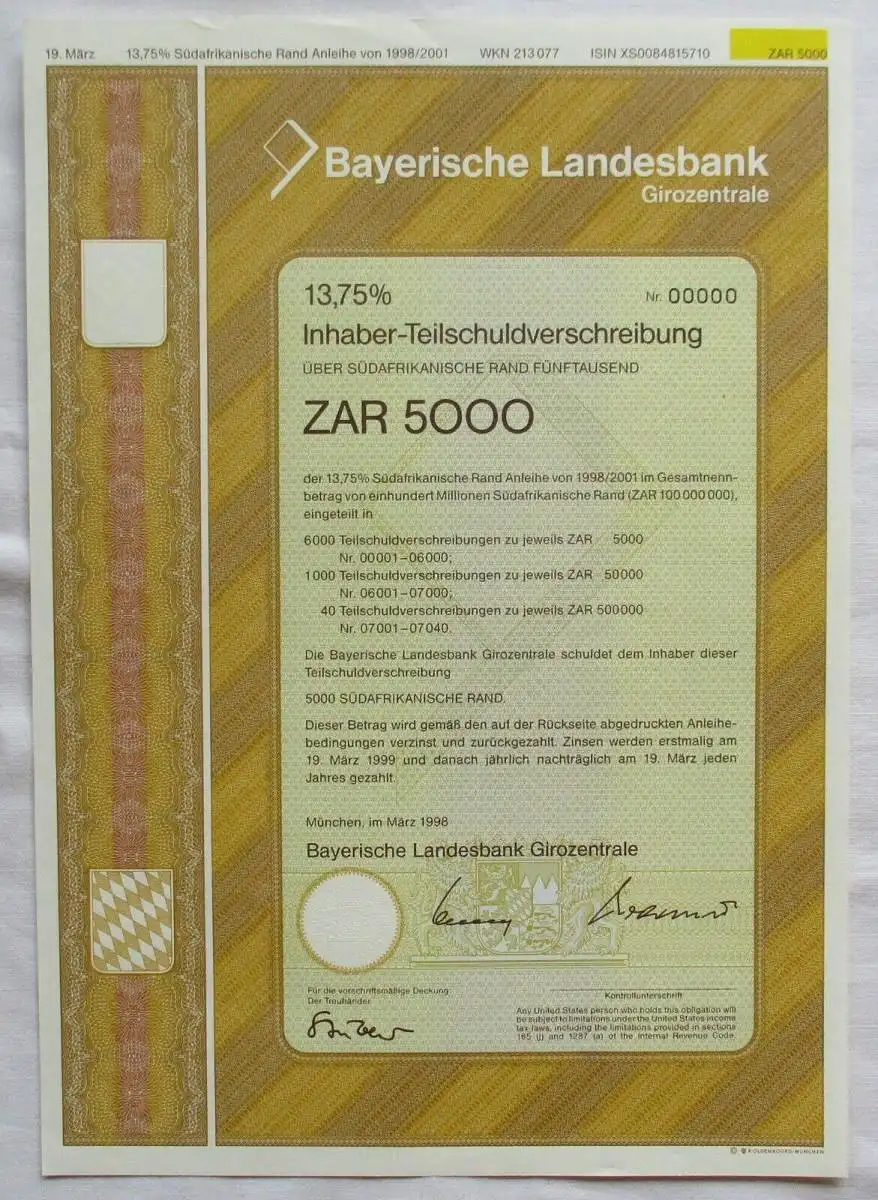 19. März 13,75% Südafrikanische Rand Anleihe von 1998/2001 WKN 213 077 ISIN XS0084815710 ZAR 5000
Bayerische Landesbank
Girozentrale
13,75% Nr. 00000
Inhaber-Teilschuldverschreibung
ÜBER SÜDAFRIKANISCHE RAND FÜNFTAUSEND
ZAR 5000
der 13,75% Südafrikanische Rand Anleihe von 1998/2001 im Gesamtnenn-
betrag von einhundert Millionen Südafrikanische Rand (ZAR 100 000 000),
eingeteilt in
6000 Teilschuldverschreibungen zu jeweils ZAR 5000
Nr. 00001–06000;
1000 Teilschuldverschreibungen zu jeweils ZAR 50000
Nr. 06001–07000;
40 Teilschuldverschreibungen zu jeweils ZAR 500000
Nr. 07001–07040.
Die Bayerische Landesbank Girozentrale schuldet dem Inhaber dieser
Teilschuldverschreibung
5000 SÜDAFRIKANISCHE RAND.
Dieser Betrag wird gemäß den auf der Rückseite abgedruckten Anleihe-
bedingungen verzinst und zurückgezahlt. Zinsen werden erstmalig am
19. März 1999 und danach jährlich nachträglich am 19. März jeden
Jahres gezahlt.
München, im März 1998
Bayerische Landesbank Girozentrale
Für die vorschriftsmäßige Deckung
Der Treuhänder
Kontrollunterschrift
Any United States person who holds this obligation will
be subject to limitations under the United States income
tax laws, including the limitations provided in sections
165 (j) and 1287 (a) of the Internal Revenue Code.
© R. OLDENBOURG · MÜNCHEN